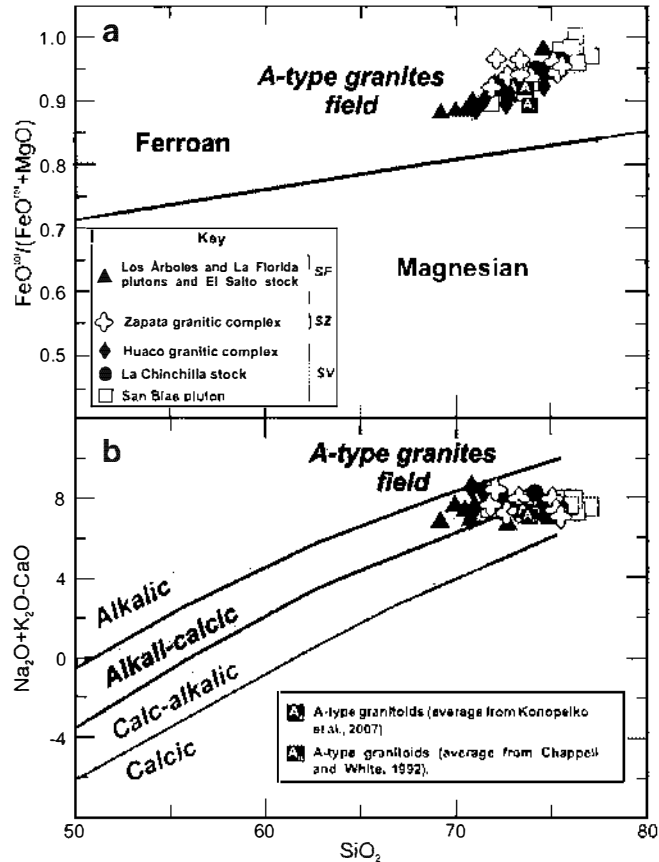 a
1.0
0.9
0.8
0.7
0.6
0.5
FeOᵗᵒᵗ/(FeOᵗᵒᵗ+MgO)
A-type granites
field
Ferroan
Magnesian
Key
Los Árboles and La Florida
plutons and El Salto stock
SF
Zapata granitic complex
SZ
Huaco granitic complex
La Chinchilla stock
SV
San Blas pluton
b
A-type granites
field
8
4
0
-4
Na₂O+K₂O-CaO
Alkalic
Alkali-calcic
Calc-alkalic
Calcic
A-type granitoids (average from Konopelko
et al., 2007)
A-type granitoids (average from Chappell
and White, 1992).
50
60
70
80
SiO₂